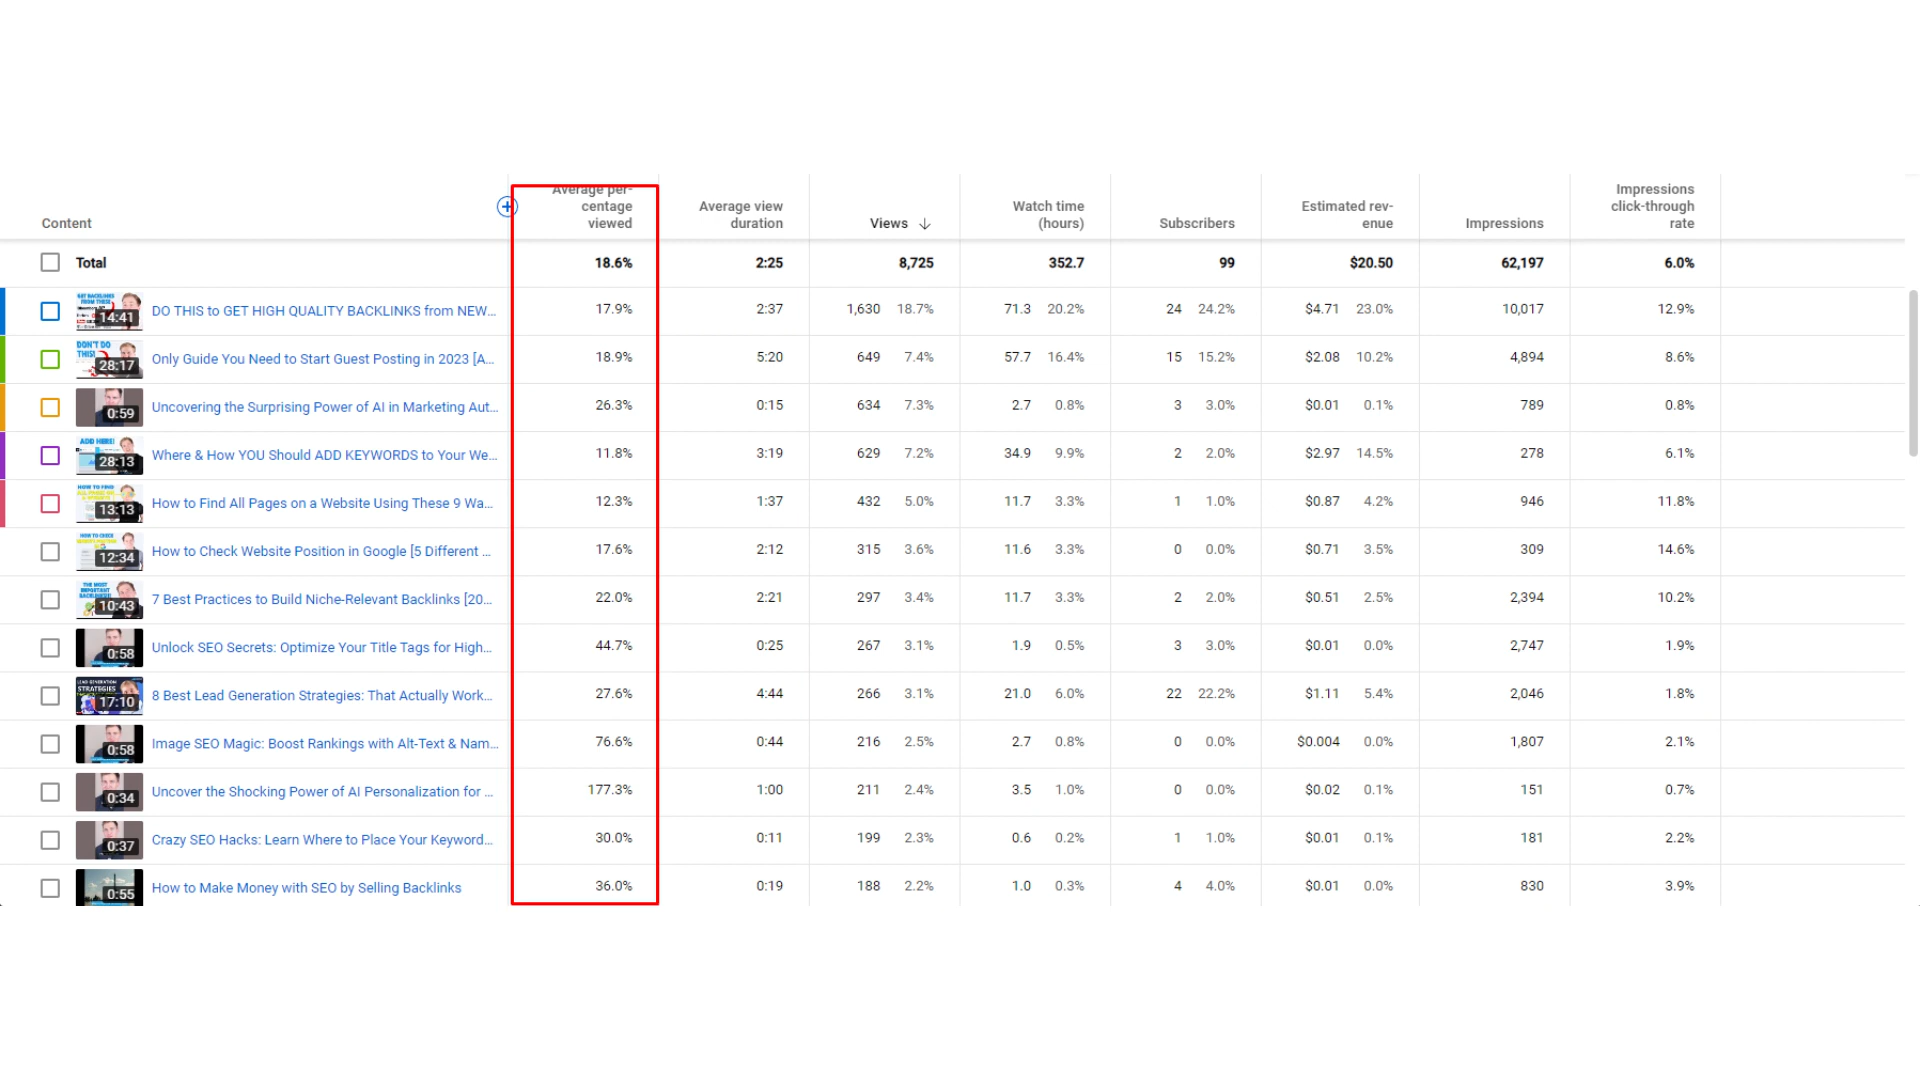 Content
Average per-
centage
viewed
Average view
duration
Views
Watch time
(hours)
Subscribers
Estimated rev-
enue
Impressions
Impressions
click-through
rate
Total 18.6% 2:25 8,725 352.7 99 $20.50 62,197 6.0%
14:41 DO THIS to GET HIGH QUALITY BACKLINKS from NEW... 17.9% 2:37 1,630 18.7% 71.3 20.2% 24 24.2% $4.71 23.0% 10,017 12.9%
DON'T DO
THIS!
28:17 Only Guide You Need to Start Guest Posting in 2023 [A... 18.9% 5:20 649 7.4% 57.7 16.4% 15 15.2% $2.08 10.2% 4,894 8.6%
0:59 Uncovering the Surprising Power of AI in Marketing Aut... 26.3% 0:15 634 7.3% 2.7 0.8% 3 3.0% $0.01 0.1% 789 0.8%
ADD HERE!
28:13 Where & How YOU Should ADD KEYWORDS to Your We... 11.8% 3:19 629 7.2% 34.9 9.9% 2 2.0% $2.97 14.5% 278 6.1%
HOW TO FIND
13:13 How to Find All Pages on a Website Using These 9 Wa... 12.3% 1:37 432 5.0% 11.7 3.3% 1 1.0% $0.87 4.2% 946 11.8%
HOW TO CHECK
12:34 How to Check Website Position in Google [5 Different ... 17.6% 2:12 315 3.6% 11.6 3.3% 0 0.0% $0.71 3.5% 309 14.6%
THE MOST
IMPORTANT
10:43 7 Best Practices to Build Niche-Relevant Backlinks [20... 22.0% 2:21 297 3.4% 11.7 3.3% 2 2.0% $0.51 2.5% 2,394 10.2%
0:58 Unlock SEO Secrets: Optimize Your Title Tags for High... 44.7% 0:25 267 3.1% 1.9 0.5% 3 3.0% $0.01 0.0% 2,747 1.9%
LEAD GENERATION
STRATEGIES
17:10 8 Best Lead Generation Strategies: That Actually Work... 27.6% 4:44 266 3.1% 21.0 6.0% 22 22.2% $1.11 5.4% 2,046 1.8%
0:58 Image SEO Magic: Boost Rankings with Alt-Text & Nam... 76.6% 0:44 216 2.5% 2.7 0.8% 0 0.0% $0.004 0.0% 1,807 2.1%
0:34 Uncover the Shocking Power of AI Personalization for ... 177.3% 1:00 211 2.4% 3.5 1.0% 0 0.0% $0.02 0.1% 151 0.7%
0:37 Crazy SEO Hacks: Learn Where to Place Your Keyword... 30.0% 0:11 199 2.3% 0.6 0.2% 1 1.0% $0.01 0.1% 181 2.2%
0:55 How to Make Money with SEO by Selling Backlinks 36.0% 0:19 188 2.2% 1.0 0.3% 4 4.0% $0.01 0.0% 830 3.9%